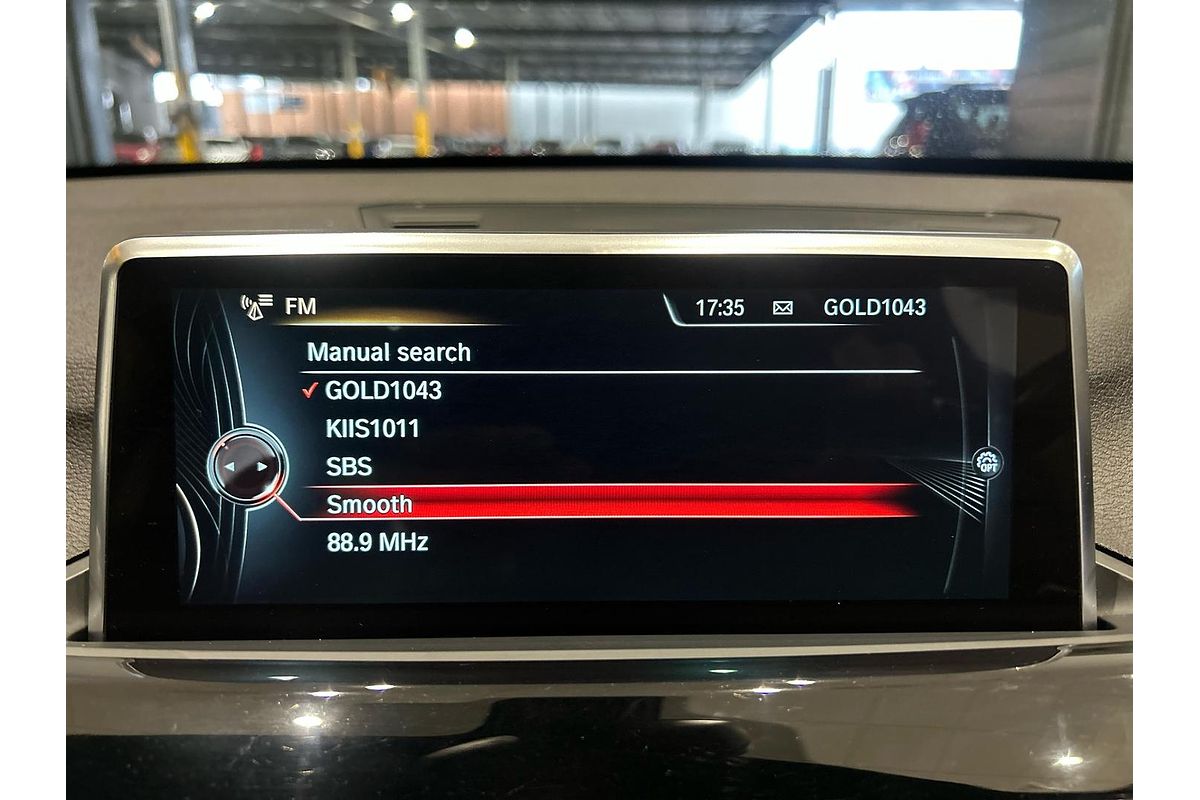 FM 17:35 GOLD1043
Manual search
GOLD1043
KIIS1011
SBS
OPT
Smooth
88.9 MHz